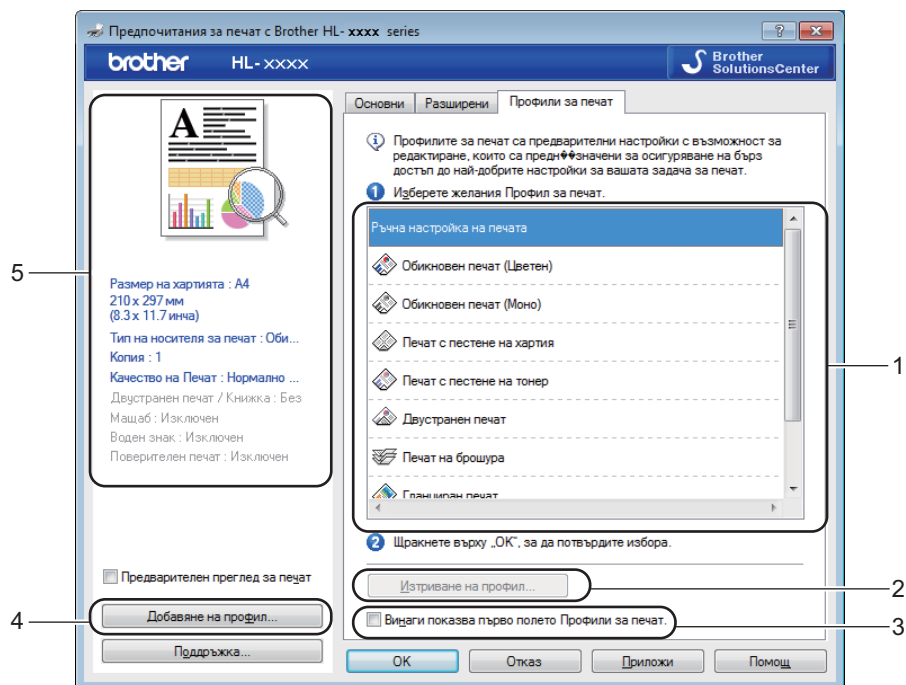 Предпочитания за печат с Brother HL- xxxx series
brother HL-xxxx
Brother
SolutionsCenter
Основни Разширени Профили за печат
Профилите за печат са предварителни настройки с възможност за
редактиране, които са предн��значени за осигуряване на бърз
достъп до най-добрите настройки за вашата задача за печат.
1 Изберете желания Профил за печат.
Ръчна настройка на печата
Обикновен печат (Цветен)
Обикновен печат (Моно)
Печат с пестене на хартия
Печат с пестене на тонер
Двустранен печат
Печат на брошура
Гланциран печат
2 Щракнете върху „OK“, за да потвърдите избора.
Изтриване на профил...
Винаги показва първо полето Профили за печат.
OK Отказ Приложи Помощ
A
Размер на хартията : A4
210 x 297 мм
(8.3 x 11.7 инча)
Тип на носителя за печат : Оби...
Копия : 1
Качество на Печат : Нормално ...
Двустранен печат / Книжка : Без
Мащаб : Изключен
Воден знак : Изключен
Поверителен печат : Изключен
Предварителен преглед за печат
Добавяне на профил...
Поддръжка...
1
2
3
4
5